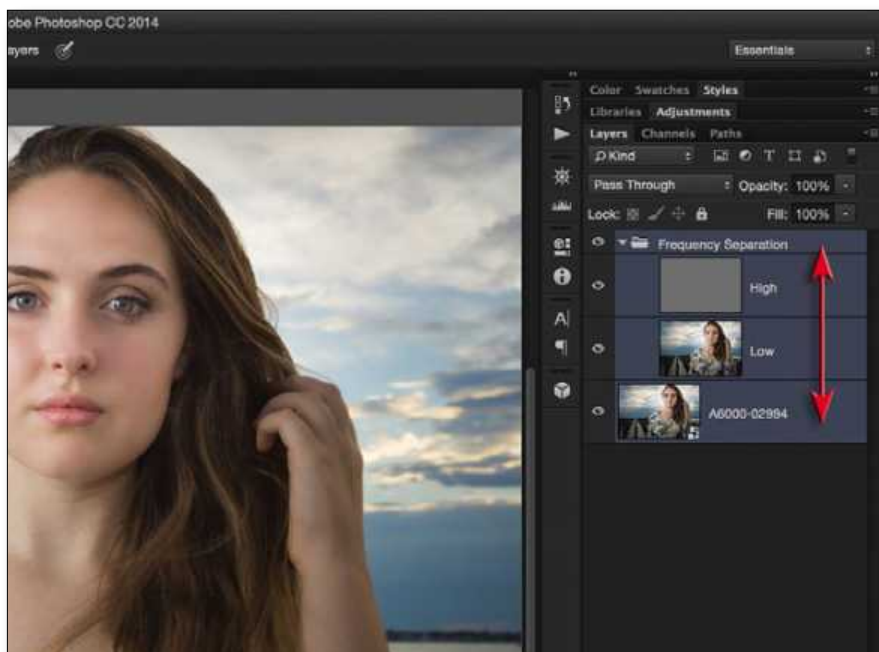 obe Photoshop CC 2014
ayers
Essentials
Color Swatches Styles
Libraries Adjustments
Layers Channels Paths
Kind T
Pass Through Opacity: 100%
Lock: Fill: 100%
Frequency Separation
High
Low
A6000-02994
A